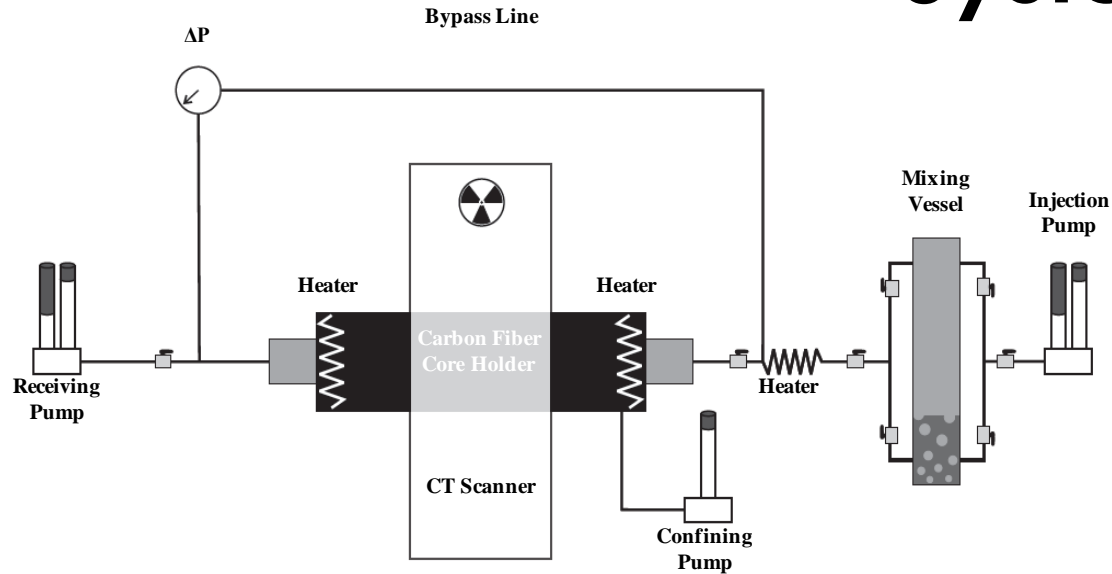 Bypass Line
ΔP
Mixing
Vessel
Injection
Pump
Heater
Heater
Carbon Fiber
Core Holder
Receiving
Pump
Heater
CT Scanner
Confining
Pump